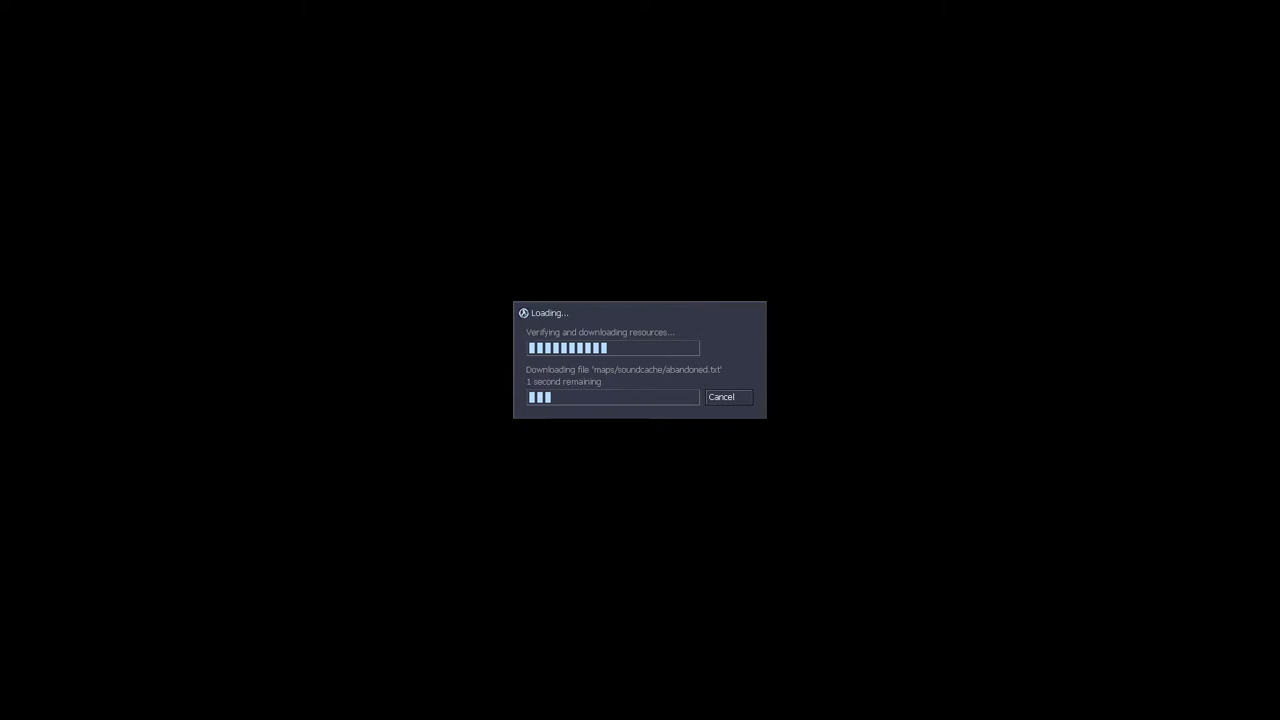 Loading...
Verifying and downloading resources...
Downloading file 'maps/soundcache/abandoned.txt'
1 second remaining
Cancel